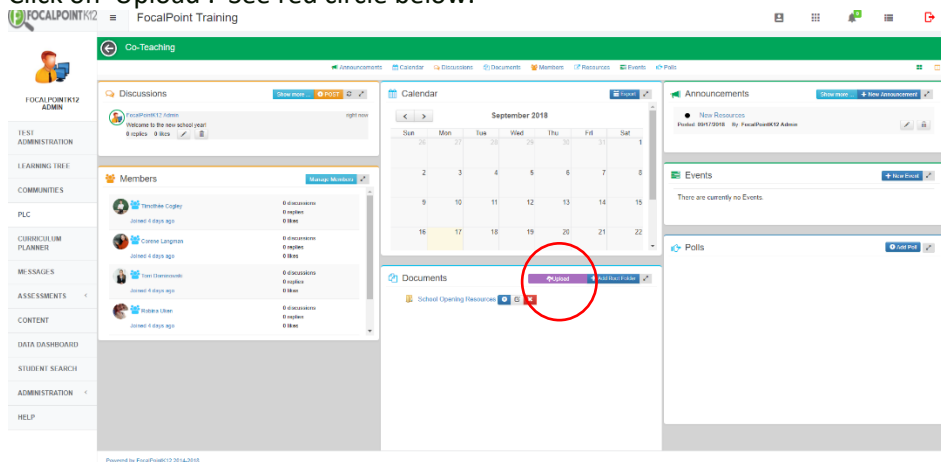 Click on 'Upload'. See red circle below.
FOCALPOINTK12
FocalPoint Training
Co-Teaching
Announcements Calendar Discussions Documents Members Resources Events Polls
FOCALPOINTK12
ADMIN
TEST
ADMINISTRATION
LEARNING TREE
COMMUNITIES
PLC
CURRICULUM
PLANNER
MESSAGES
ASSESSMENTS
CONTENT
DATA DASHBOARD
STUDENT SEARCH
ADMINISTRATION
HELP
Discussions
Show more... POST
FocalPointK12 Admin right now
Welcome to the new school year!
0 replies 0 likes
Members
Manage Members
Timothée Cogley
Joined 4 days ago
0 discussions
0 replies
0 likes
Corinne Langman
Joined 4 days ago
0 discussions
0 replies
0 likes
Joined 4 days ago
0 discussions
0 replies
0 likes
Robina
Joined 4 days ago
0 discussions
0 replies
0 likes
Calendar
Export
September 2018
Sun Mon Tue Wed Thu Fri Sat
26 27 28 29 30 31 1
2 3 4 5 6 7 8
9 10 11 12 13 14 15
16 17 18 19 20 21 22
Documents
Upload + Add Root Folder
School Opening Resources
Announcements
Show more... + New Announcement
New Resources
Posted: 09/17/2018 By FocalPointK12 Admin
Events
+ New Event
There are currently no Events.
Polls
Add Poll
Powered by FocalPointK12 2014-2018